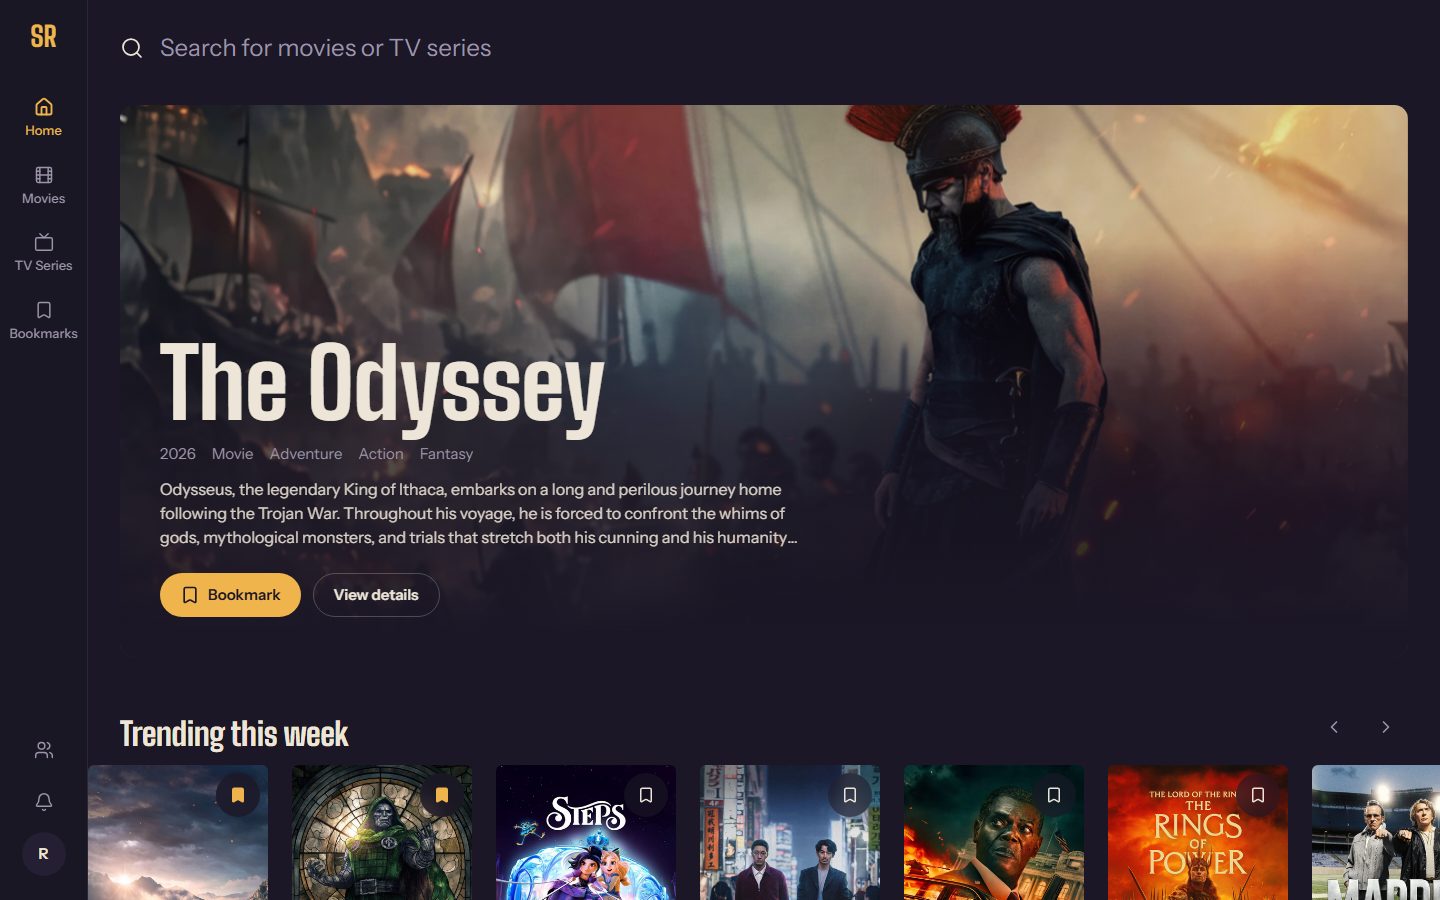 SR
Search for movies or TV series
Home
Movies
TV Series
Bookmarks
The Odyssey
2026 Movie Adventure Action Fantasy
Odysseus, the legendary King of Ithaca, embarks on a long and perilous journey home
following the Trojan War. Throughout his voyage, he is forced to confront the whims of
gods, mythological monsters, and trials that stretch both his cunning and his humanity...
Bookmark
View details
Trending this week
STEPS
THE LORD OF THE RIN
THE
RINGS
OF
POWER
R